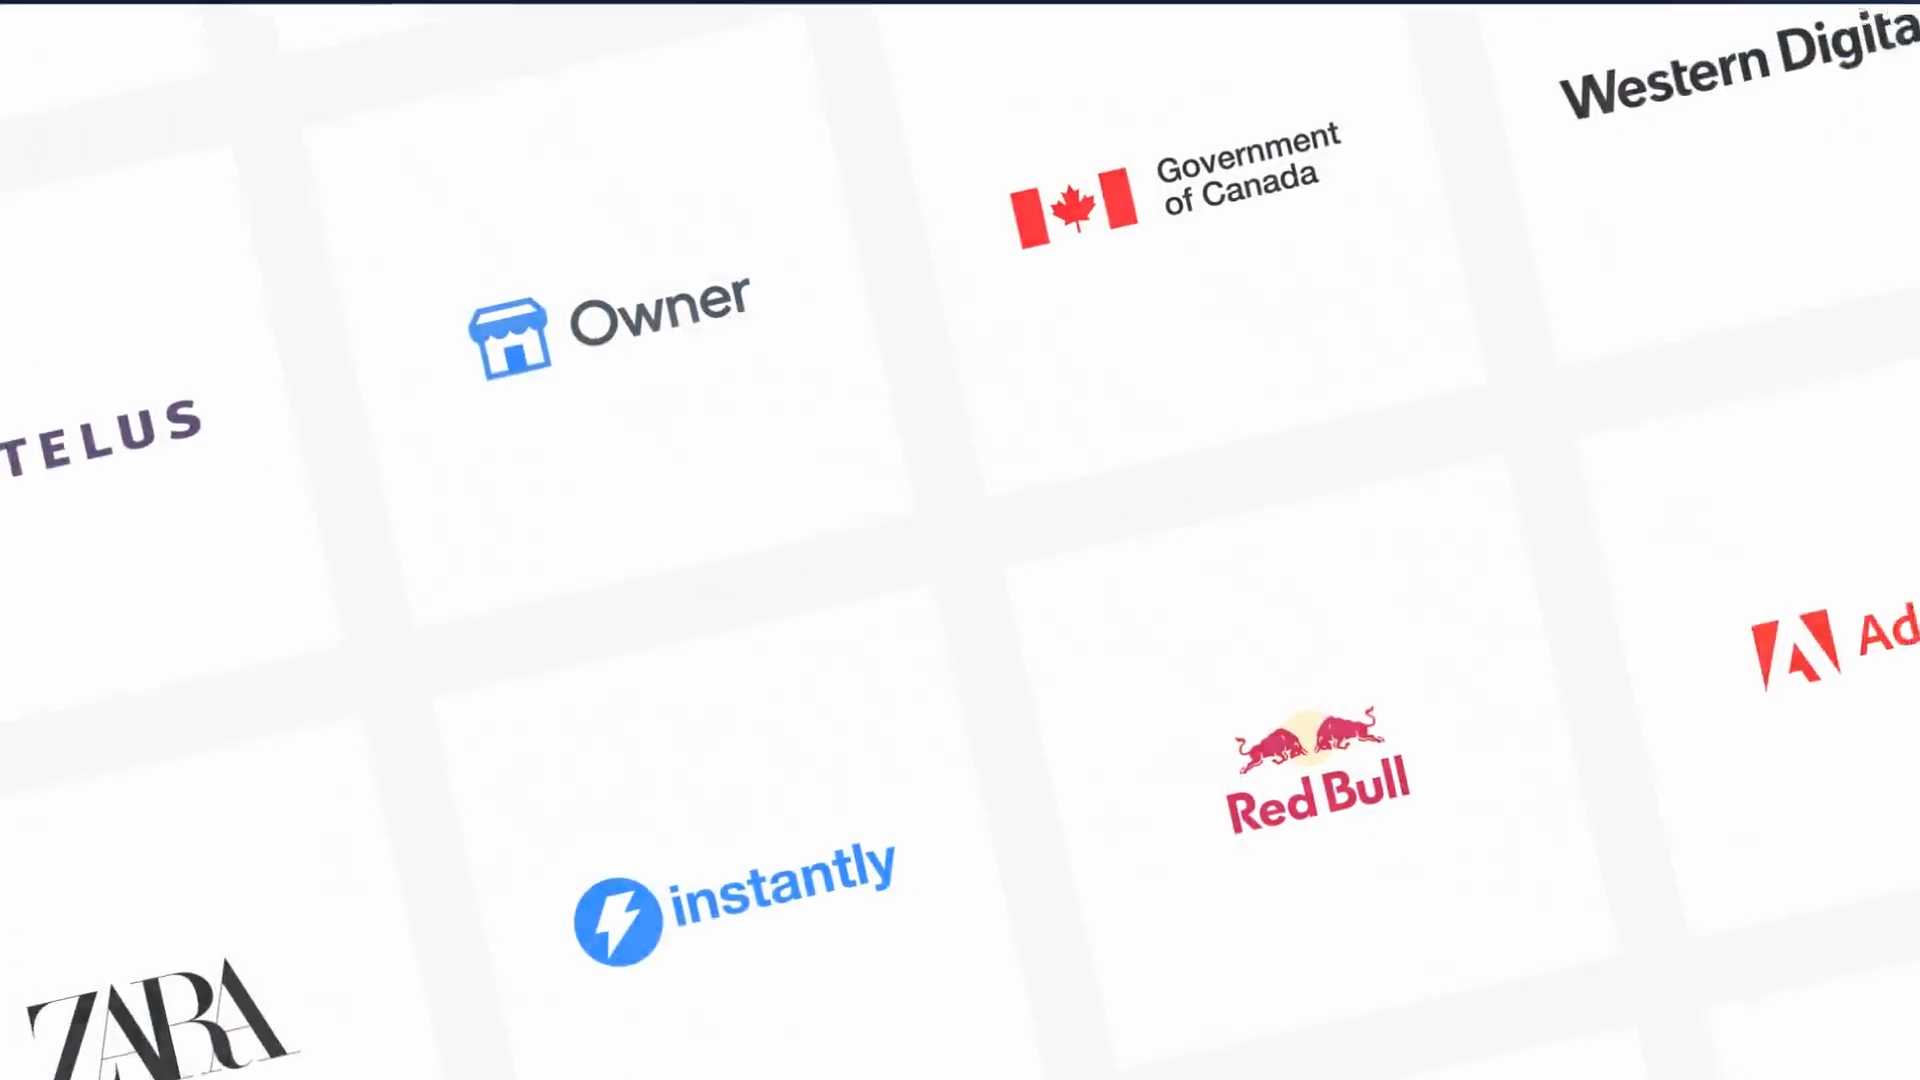 Western Digita
Government
of Canada
Owner
TELUS
Ad
Red Bull
instantly
ZARA